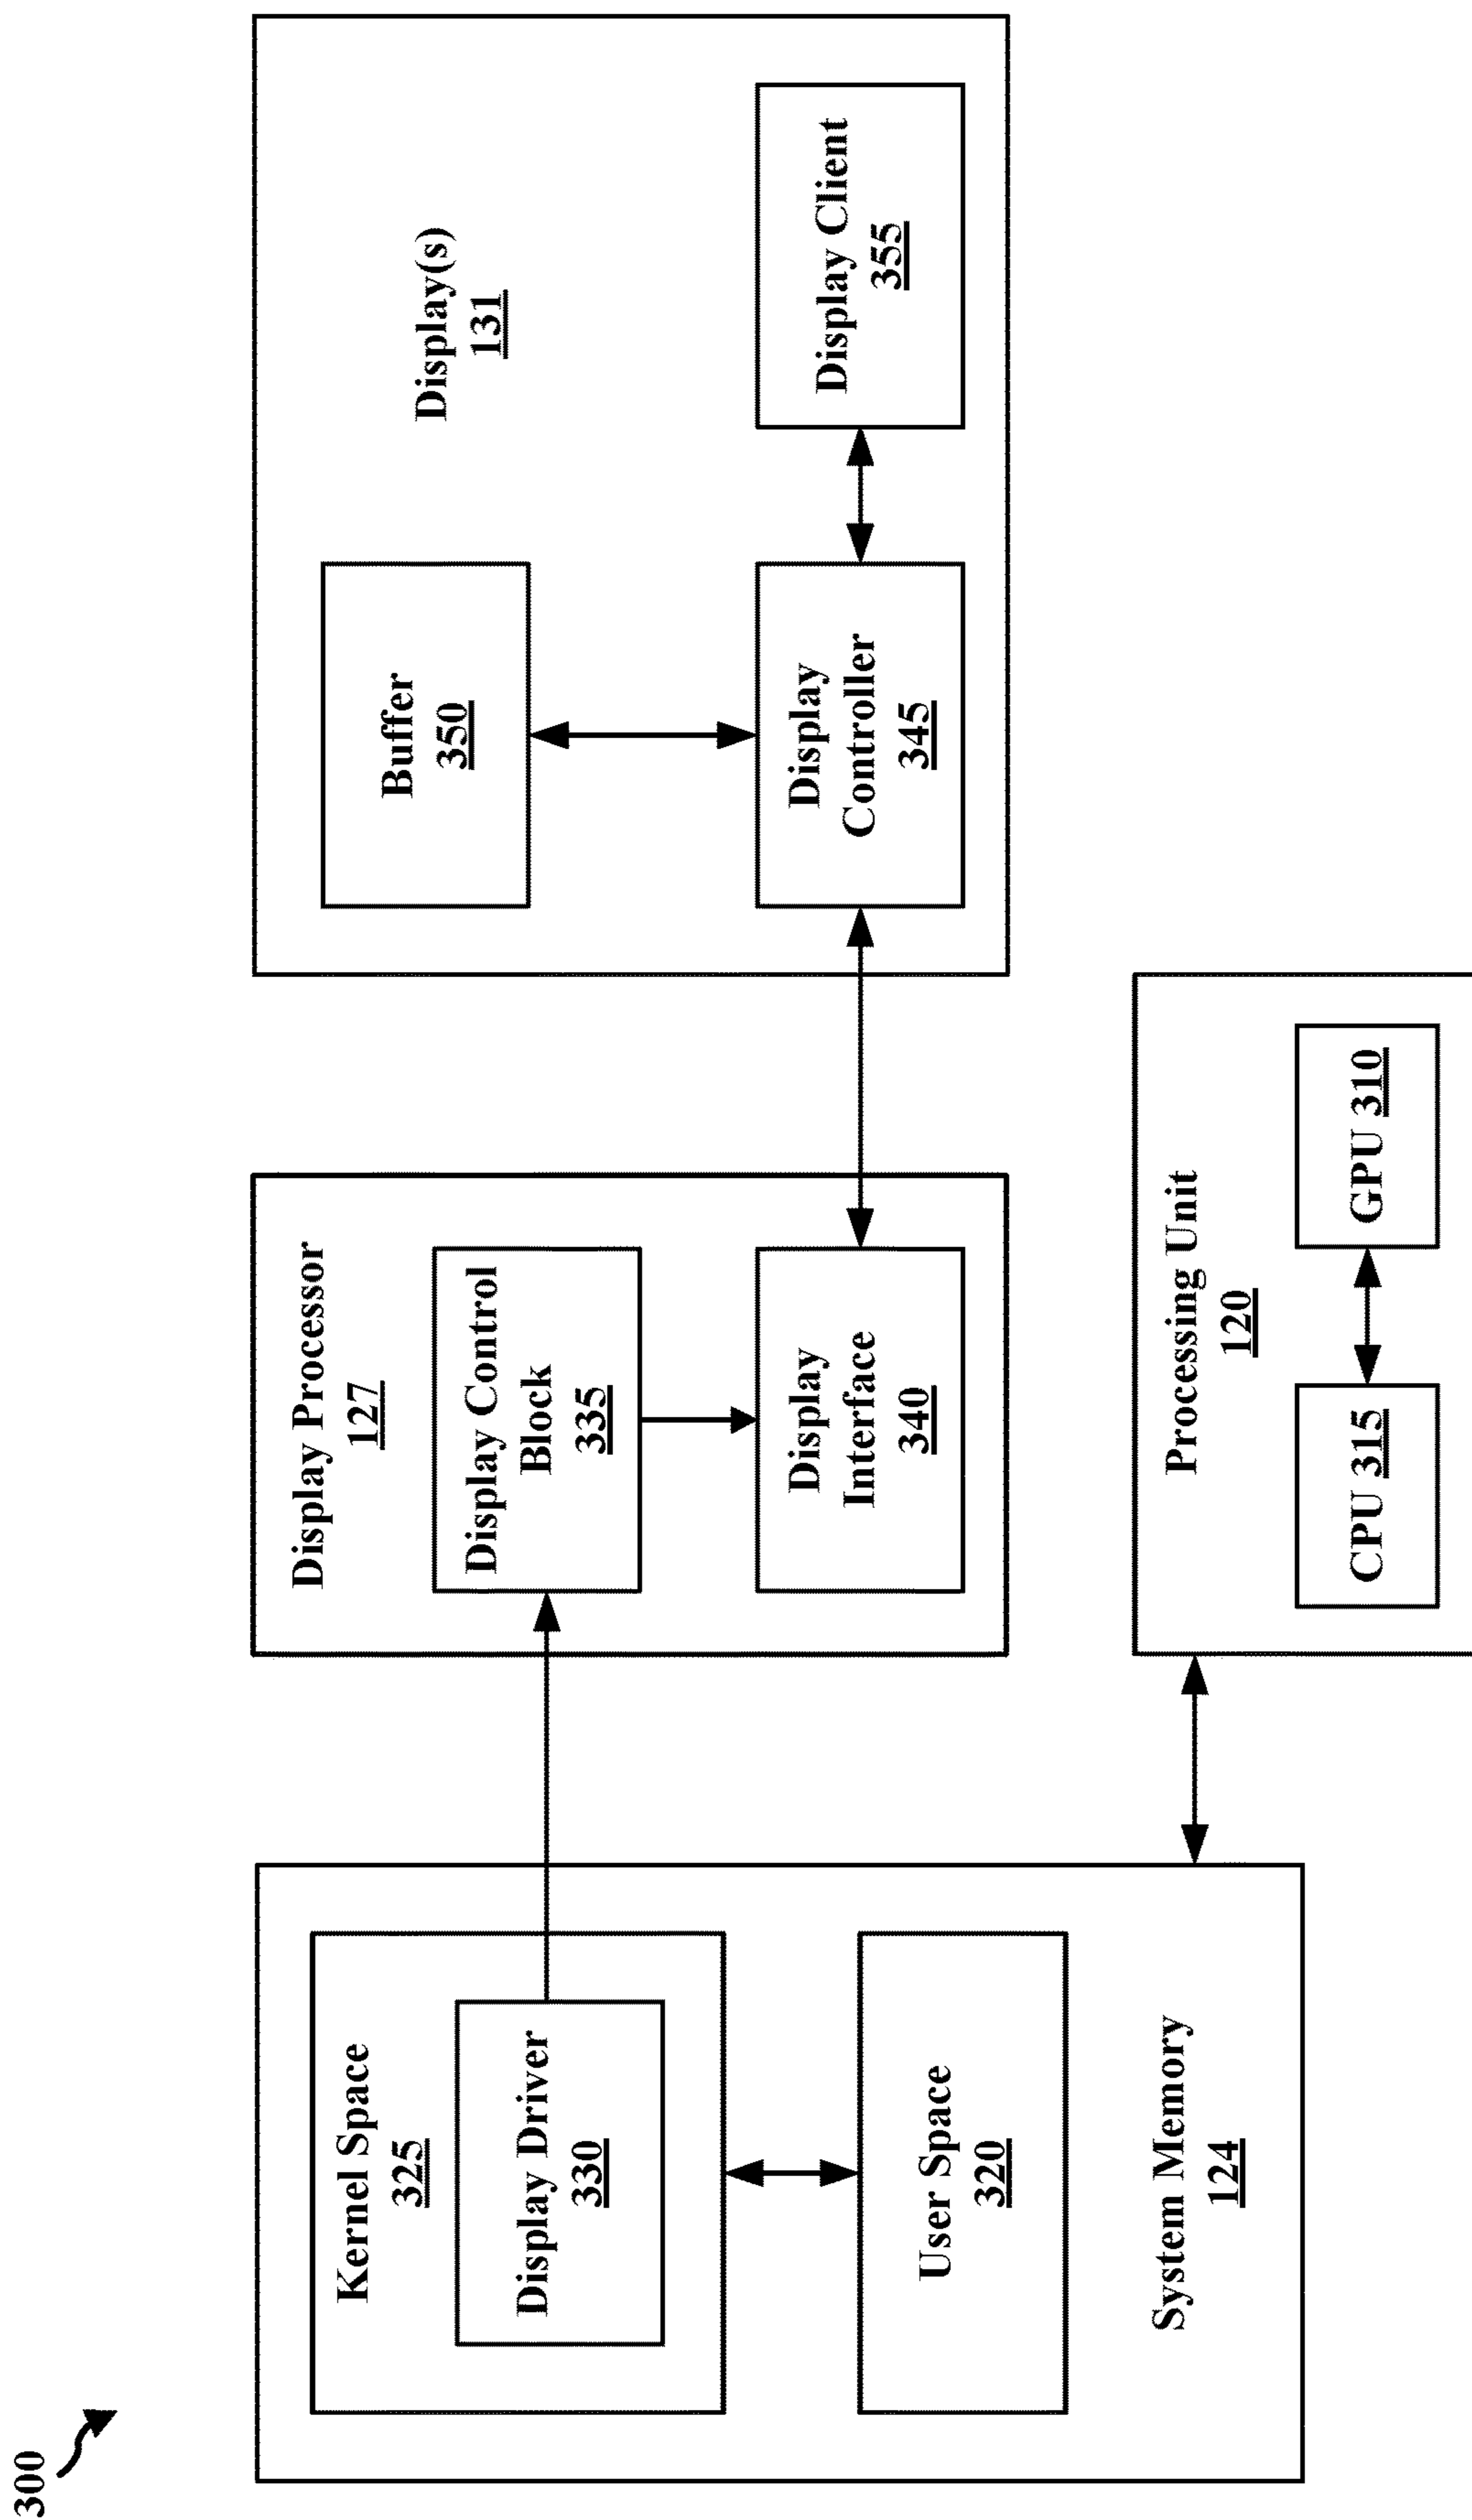 300
Kernel Space
325
Display Driver
330
User Space
320
System Memory
124
Display Processor
127
Display Control
Block
335
Display
Interface
340
Processing Unit
120
CPU 315
GPU 310
Display(s)
131
Buffer
350
Display
Controller
345
Display Client
355